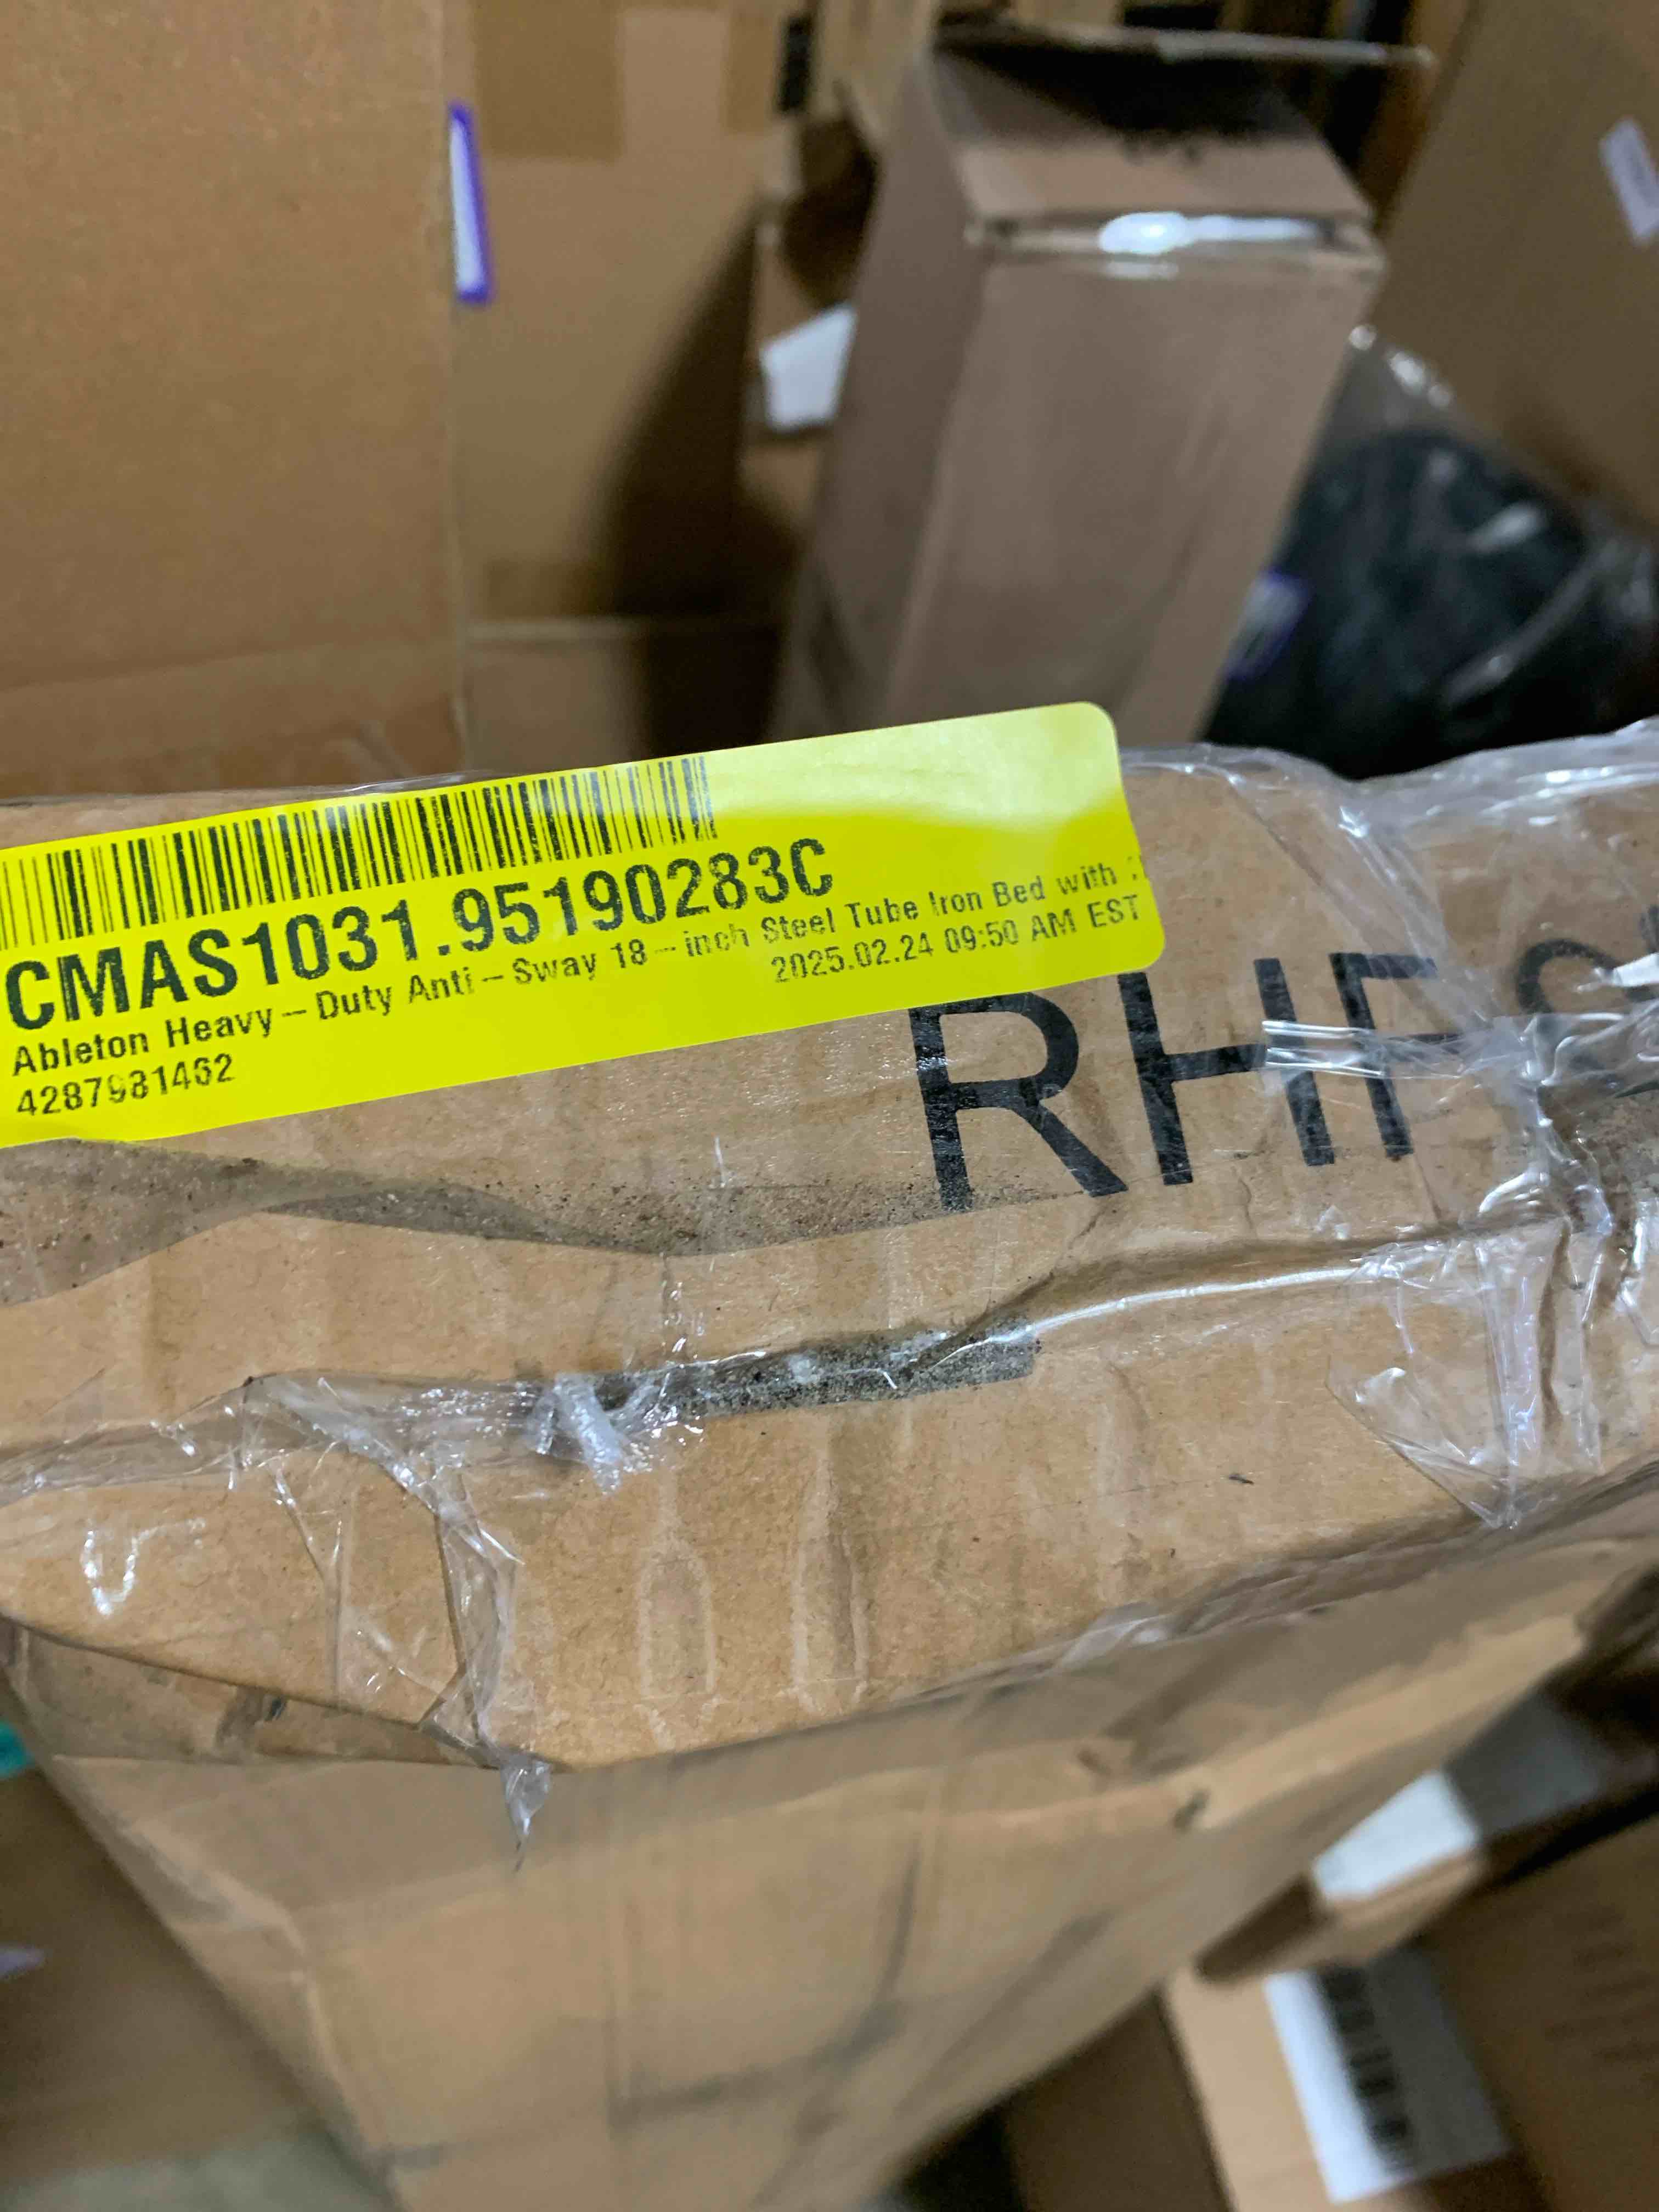 CMAS1031.95190283C
Ableton Heavy-Duty Anti-Sway 18-inch Steel Tube Iron Bed with
2025.02.24 09:50 AM EST
4287981462
RHF